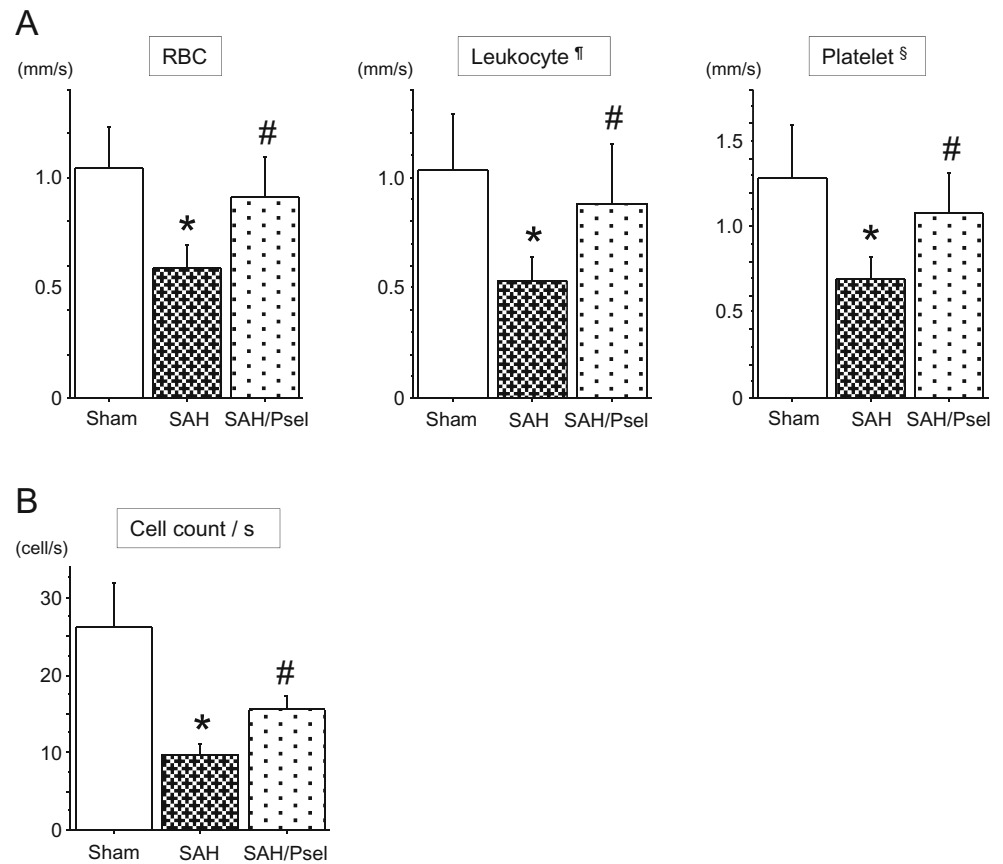 A
RBC
Leukocyte ¶
Platelet §
(mm/s)
(mm/s)
(mm/s)
1.0
0.5
0
*
#
Sham SAH SAH/Psel
1.0
0.5
0
*
#
Sham SAH SAH/Psel
1.5
1.0
0.5
0
*
#
Sham SAH SAH/Psel
B
Cell count / s
(cell/s)
30
20
10
0
*
#
Sham SAH SAH/Psel